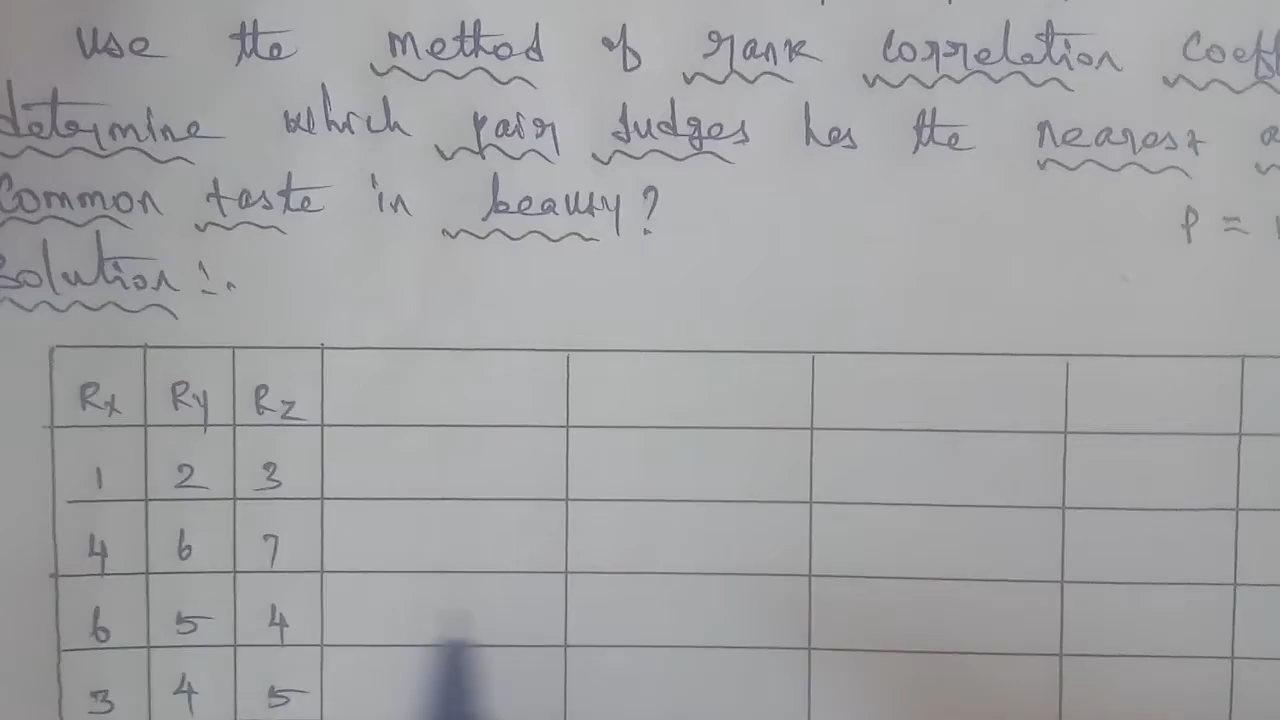 Use the method of rank correlation coeff
determine which pair Judges has the nearest a
Common taste in beauty?
P =
Solution :-
Rx Ry Rz
1 2 3
4 6 7
6 5 4
3 4 5